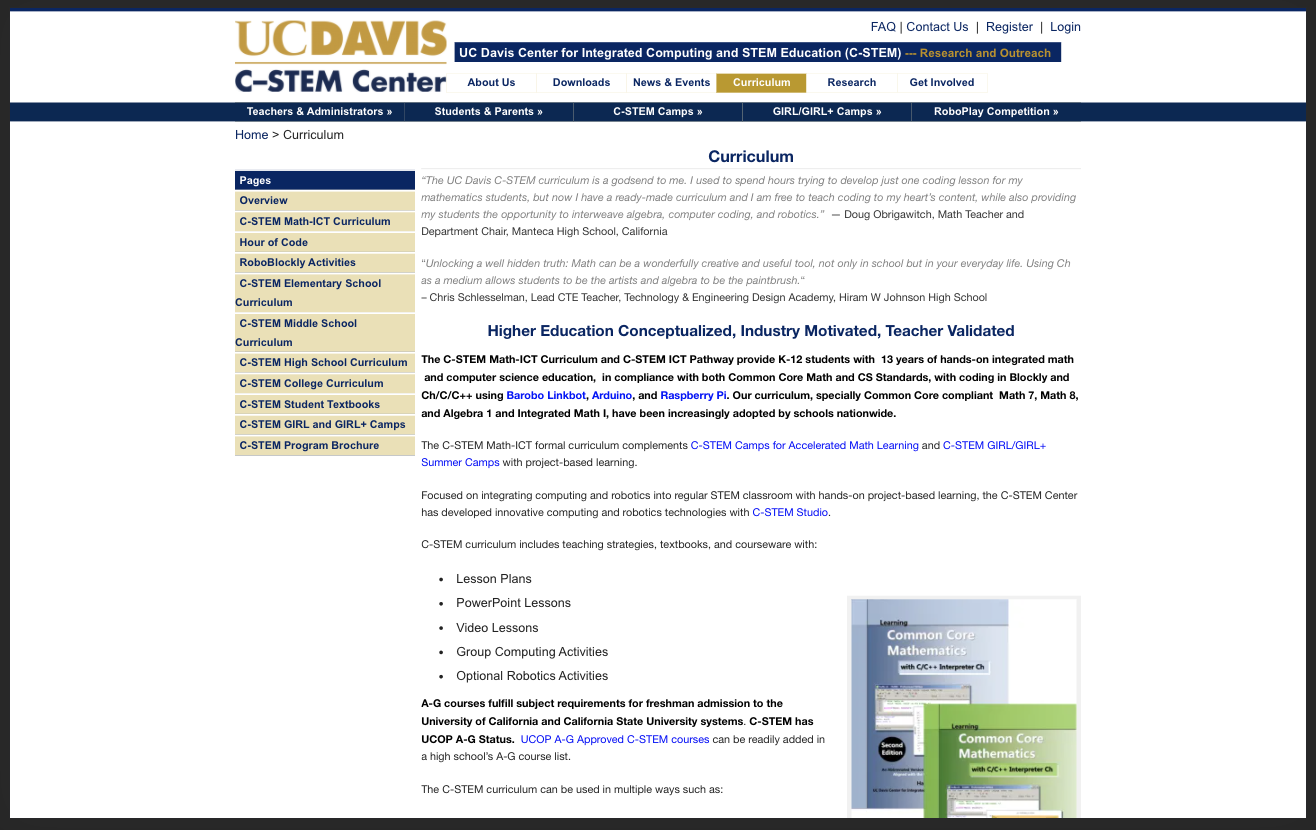 UCDAVIS
C-STEM Center
FAQ | Contact Us | Register | Login
UC Davis Center for Integrated Computing and STEM Education (C-STEM) --- Research and Outreach
About Us Downloads News & Events Curriculum Research Get Involved
Teachers & Administrators » Students & Parents » C-STEM Camps » GIRL/GIRL+ Camps » RoboPlay Competition »
Home > Curriculum
Curriculum
Pages
Overview
C-STEM Math-ICT Curriculum
Hour of Code
RoboBlockly Activities
C-STEM Elementary School
Curriculum
C-STEM Middle School
Curriculum
C-STEM High School Curriculum
C-STEM College Curriculum
C-STEM Student Textbooks
C-STEM GIRL and GIRL+ Camps
C-STEM Program Brochure
“The UC Davis C-STEM curriculum is a godsend to me. I used to spend hours trying to develop just one coding lesson for my
mathematics students, but now I have a ready-made curriculum and I am free to teach coding to my heart’s content, while also providing
my students the opportunity to interweave algebra, computer coding, and robotics.” — Doug Obrigawitch, Math Teacher and
Department Chair, Manteca High School, California
“Unlocking a well hidden truth: Math can be a wonderfully creative and useful tool, not only in school but in your everyday life. Using Ch
as a medium allows students to be the artists and algebra to be the paintbrush.“
– Chris Schlesselman, Lead CTE Teacher, Technology & Engineering Design Academy, Hiram W Johnson High School
Higher Education Conceptualized, Industry Motivated, Teacher Validated
The C-STEM Math-ICT Curriculum and C-STEM ICT Pathway provide K-12 students with 13 years of hands-on integrated math
and computer science education, in compliance with both Common Core Math and CS Standards, with coding in Blockly and
Ch/C/C++ using Barobo Linkbot, Arduino, and Raspberry Pi. Our curriculum, specially Common Core compliant Math 7, Math 8,
and Algebra 1 and Integrated Math I, have been increasingly adopted by schools nationwide.
The C-STEM Math-ICT formal curriculum complements C-STEM Camps for Accelerated Math Learning and C-STEM GIRL/GIRL+
Summer Camps with project-based learning.
Focused on integrating computing and robotics into regular STEM classroom with hands-on project-based learning, the C-STEM Center
has developed innovative computing and robotics technologies with C-STEM Studio.
C-STEM curriculum includes teaching strategies, textbooks, and courseware with:
• Lesson Plans
• PowerPoint Lessons
• Video Lessons
• Group Computing Activities
• Optional Robotics Activities
A-G courses fulfill subject requirements for freshman admission to the
University of California and California State University systems. C-STEM has
UCOP A-G Status. UCOP A-G Approved C-STEM courses can be readily added in
a high school’s A-G course list.
The C-STEM curriculum can be used in multiple ways such as:
Learning
Common Core
Mathematics
with C/C++ Interpreter Ch
Second
Edition
Learning
Common Core
Mathematics
with C/C++ Interpreter Ch